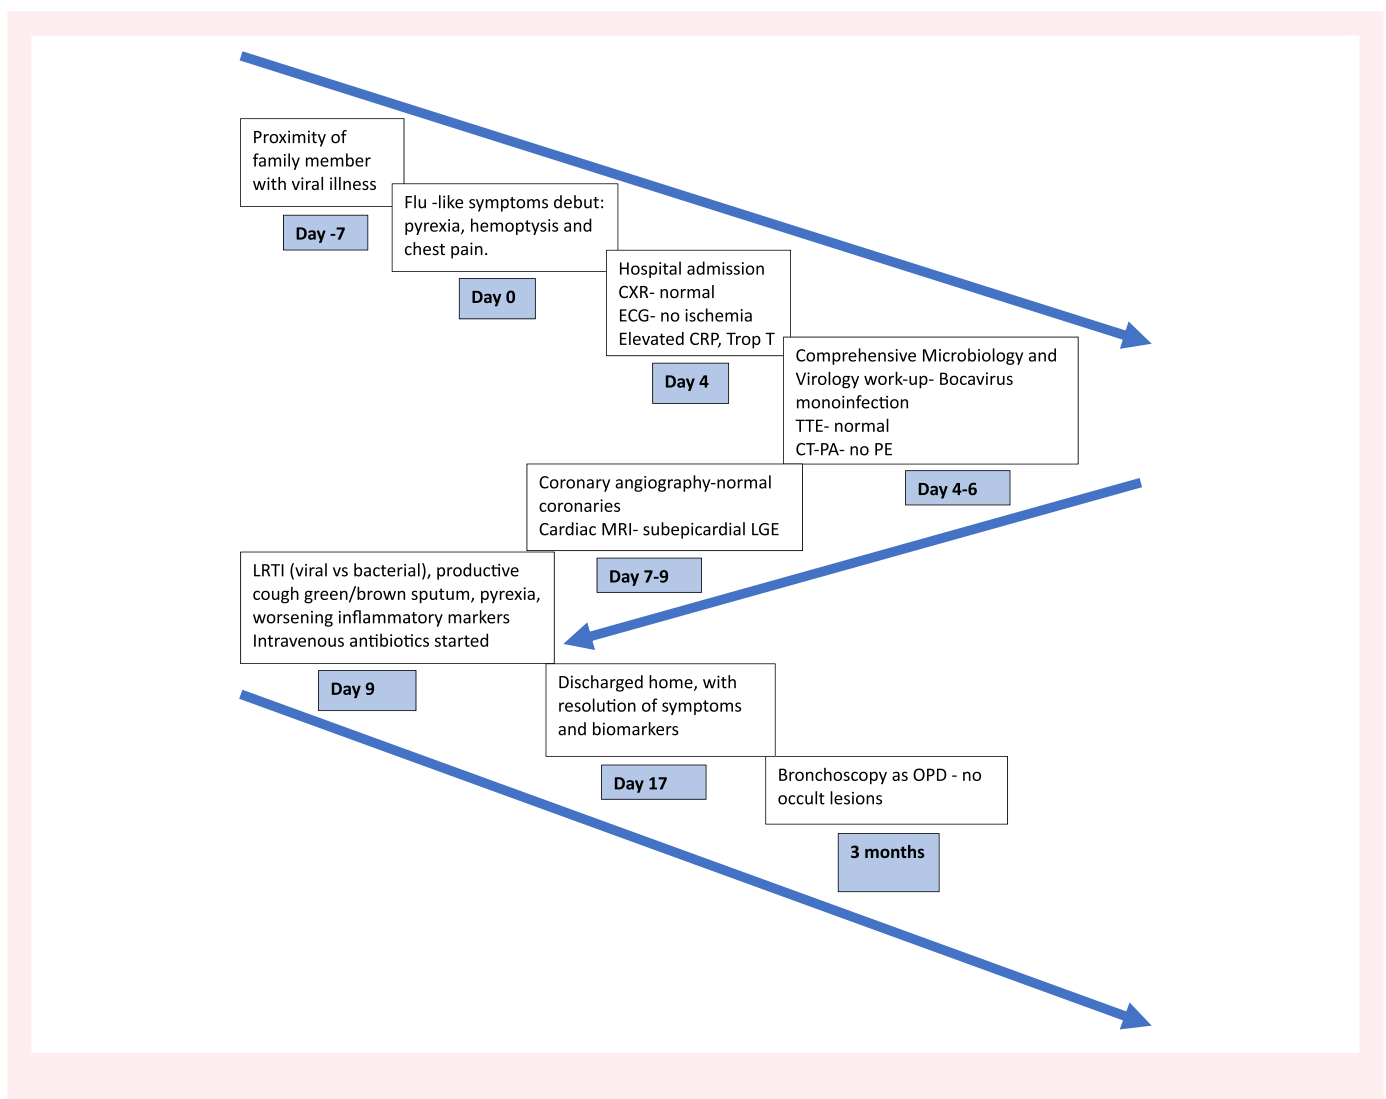 Proximity of
family member
with viral illness
Day -7
Flu -like symptoms debut:
pyrexia, hemoptysis and
chest pain.
Day 0
Hospital admission
CXR- normal
ECG- no ischemia
Elevated CRP, Trop T
Day 4
Comprehensive Microbiology and
Virology work-up- Bocavirus
monoinfection
TTE- normal
CT-PA- no PE
Day 4-6
Coronary angiography-normal
coronaries
Cardiac MRI- subepicardial LGE
Day 7-9
LRTI (viral vs bacterial), productive
cough green/brown sputum, pyrexia,
worsening inflammatory markers
Intravenous antibiotics started
Day 9
Discharged home, with
resolution of symptoms
and biomarkers
Day 17
Bronchoscopy as OPD - no
occult lesions
3 months